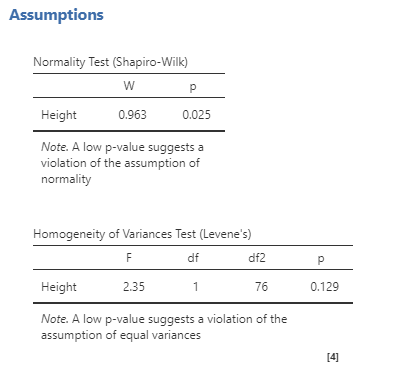 Assumptions
Normality Test (Shapiro-Wilk)
W p
Height 0.963 0.025
Note. A low p-value suggests a
violation of the assumption of
normality
Homogeneity of Variances Test (Levene's)
F df df2 p
Height 2.35 1 76 0.129
Note. A low p-value suggests a violation of the
assumption of equal variances
[4]